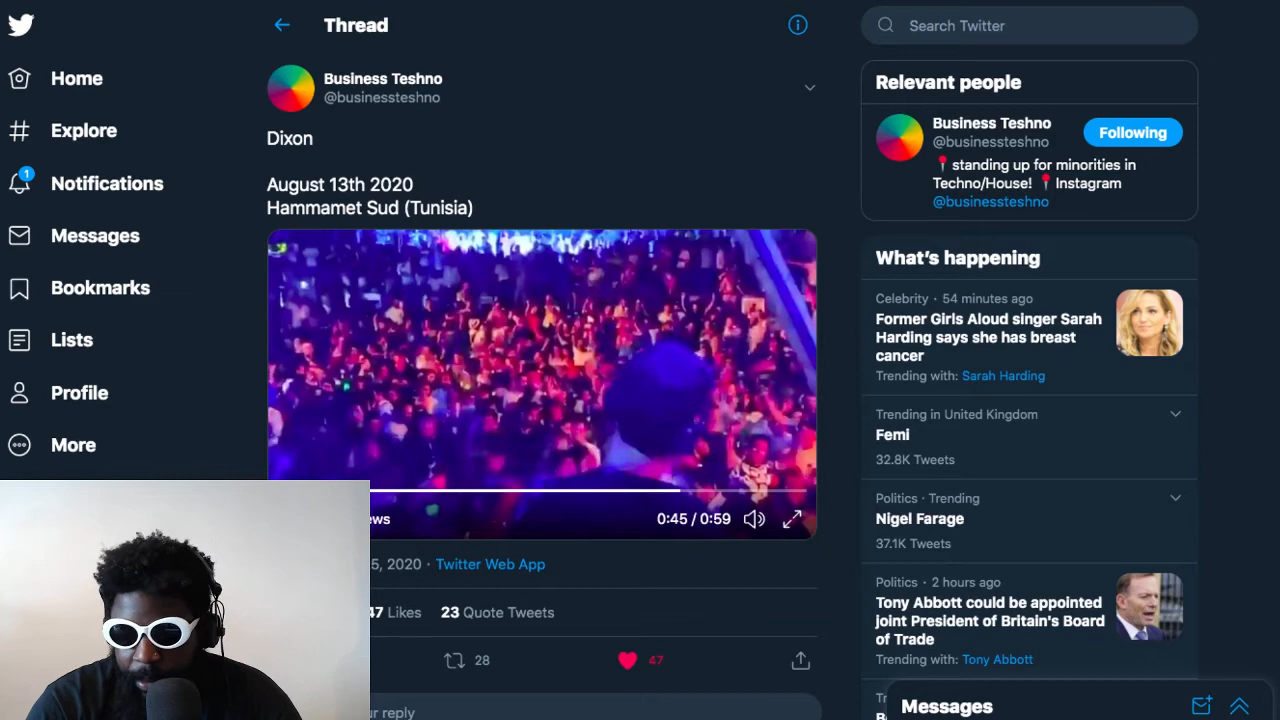 Home
Explore
Notifications
1
Messages
Bookmarks
Lists
Profile
More
Thread
Business Teshno
@businessteshno
Dixon
August 13th 2020
Hammamet Sud (Tunisia)
0:45 / 0:59
5, 2020 · Twitter Web App
47 Likes 23 Quote Tweets
28
47
reply
Search Twitter
Relevant people
Business Teshno
@businessteshno
Following
📍standing up for minorities in
Techno/House! 📍Instagram
@businessteshno
What's happening
Celebrity · 54 minutes ago
Former Girls Aloud singer Sarah
Harding says she has breast
cancer
Trending with: Sarah Harding
Trending in United Kingdom
Femi
32.8K Tweets
Politics · Trending
Nigel Farage
37.1K Tweets
Politics · 2 hours ago
Tony Abbott could be appointed
joint President of Britain's Board
of Trade
Trending with: Tony Abbott
Messages